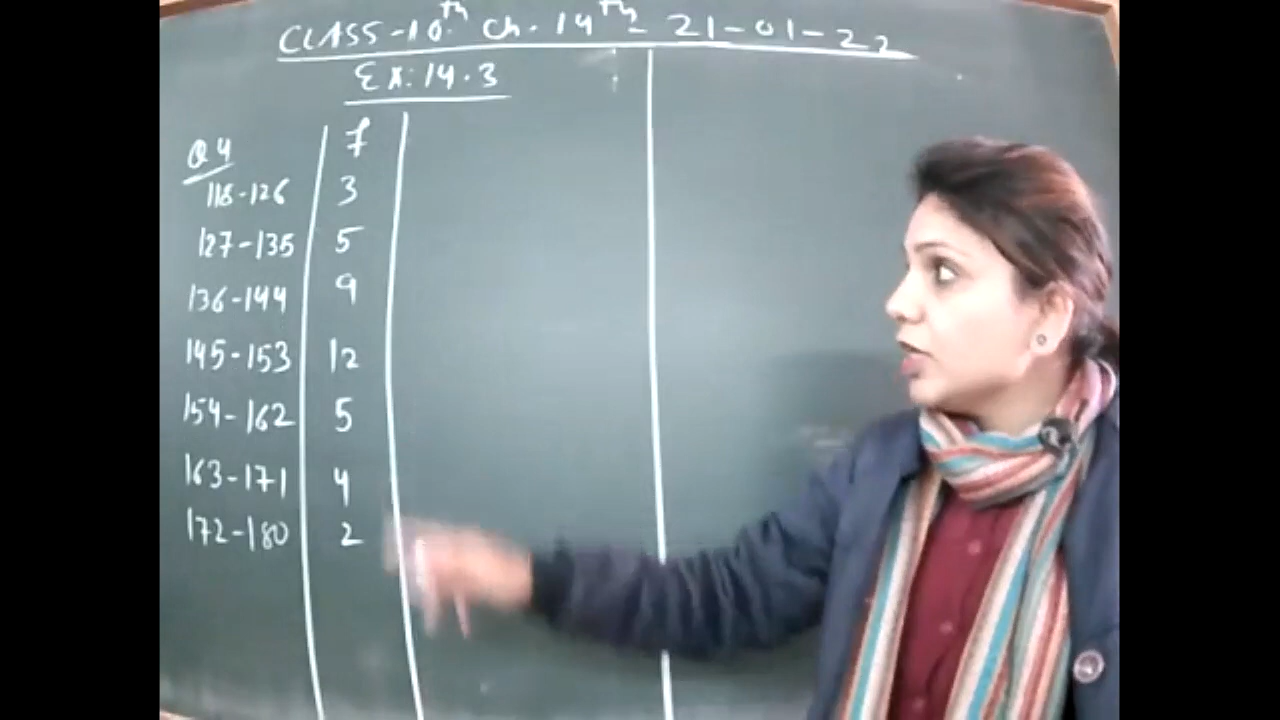 CLASS-10th Ch. 14th - 21-01-22
Ex: 14.3
Q4 f
118-126 3
127-135 5
136-144 9
145-153 12
154-162 5
163-171 4
172-180 2